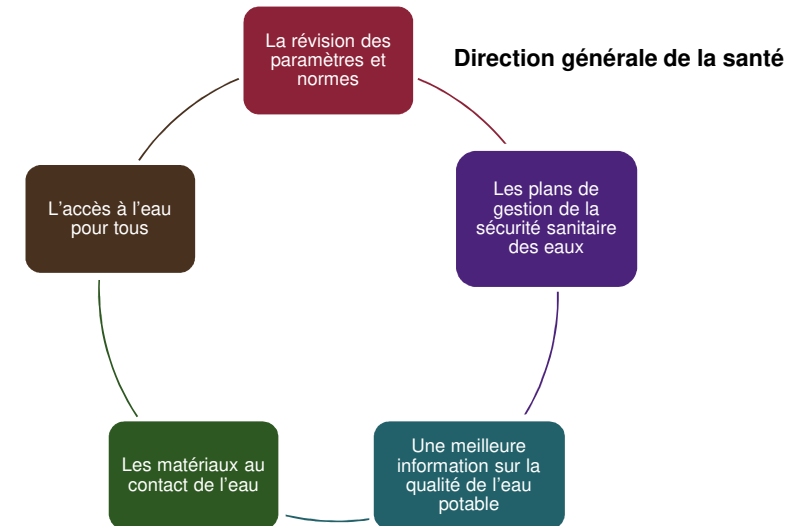 La révision des
paramètres et
normes
Direction générale de la santé
Les plans de
gestion de la
sécurité sanitaire
des eaux
Une meilleure
information sur la
qualité de l'eau
potable
Les matériaux au
contact de l'eau
L'accès à l'eau
pour tous